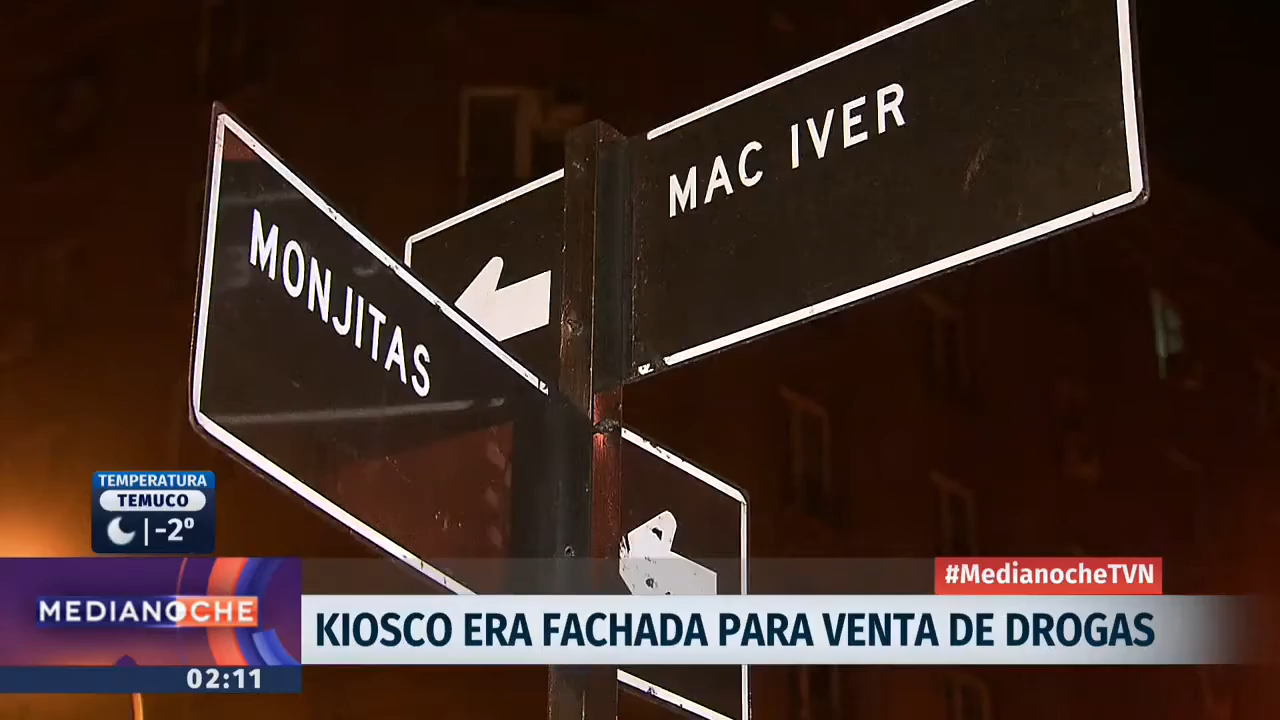 MAC IVER
MONJITAS
TEMPERATURA
TEMUCO
-2º
#MedianocheTVN
MEDIANOCHE
KIOSCO ERA FACHADA PARA VENTA DE DROGAS
02:11